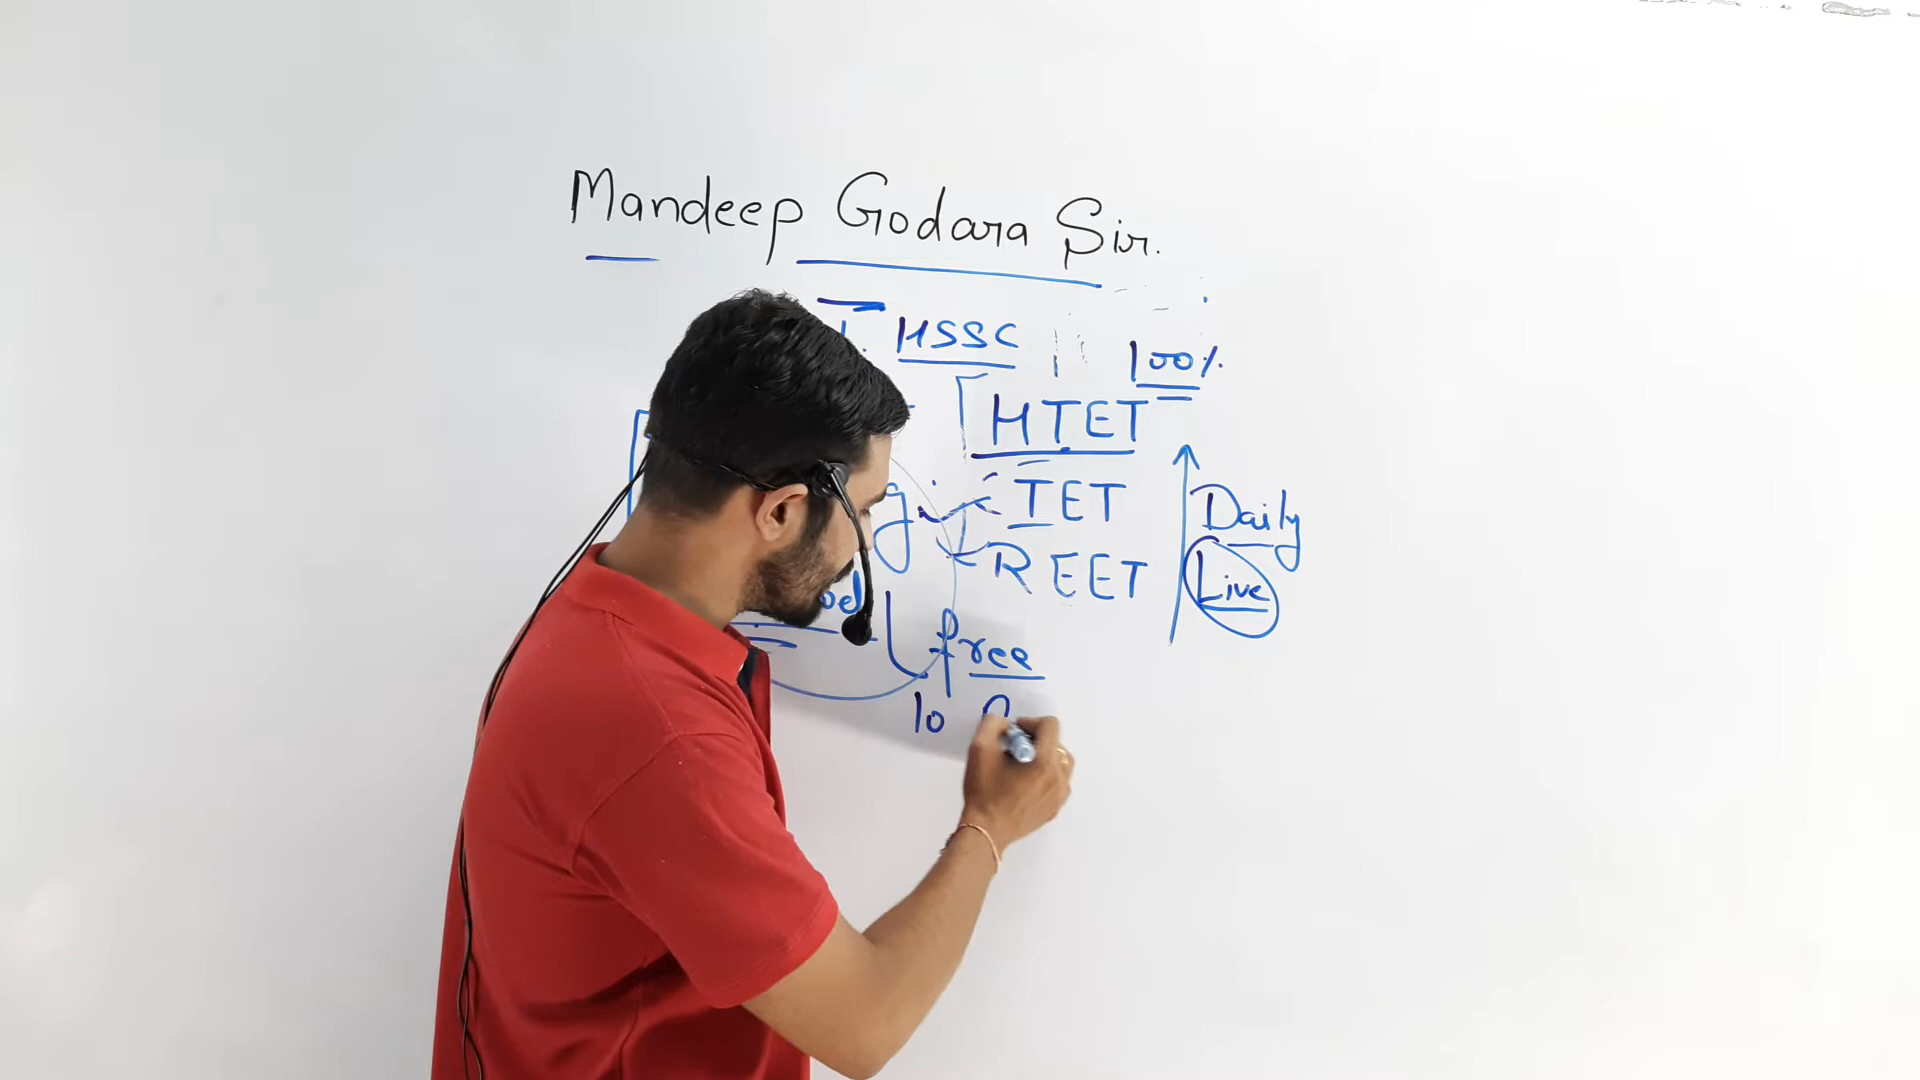 Mandeep Godara Sir.
HSSC
100%
HTET
TET
REET
Daily
Live
free
10